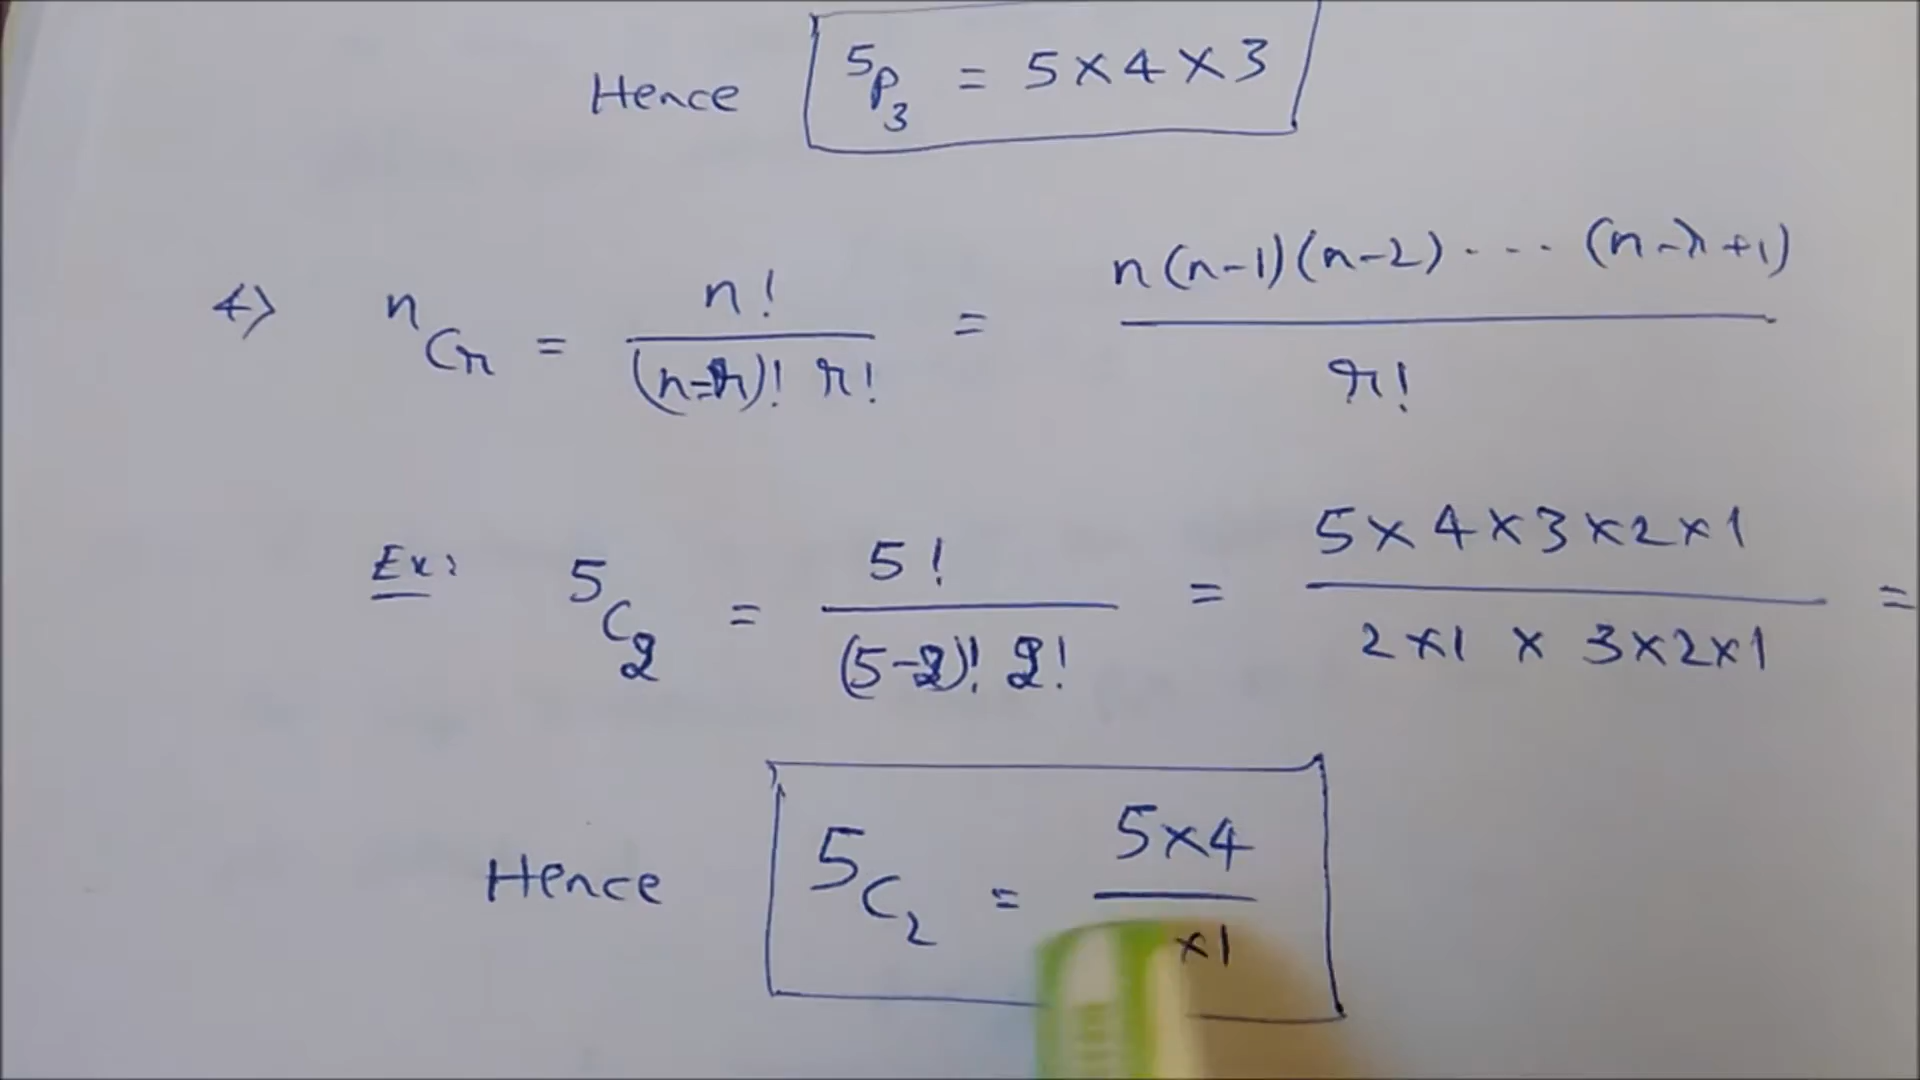 Hence ⁵P₃ = 5×4×3
4) ⁿCᵣ = n! / (n-r)! r! = n(n-1)(n-2)....(n-r+1) / r!
Ex: ⁵C₂ = 5! / (5-2)! 2! = 5×4×3×2×1 / 2×1 × 3×2×1 =
Hence ⁵C₂ = 5×4 / ×1